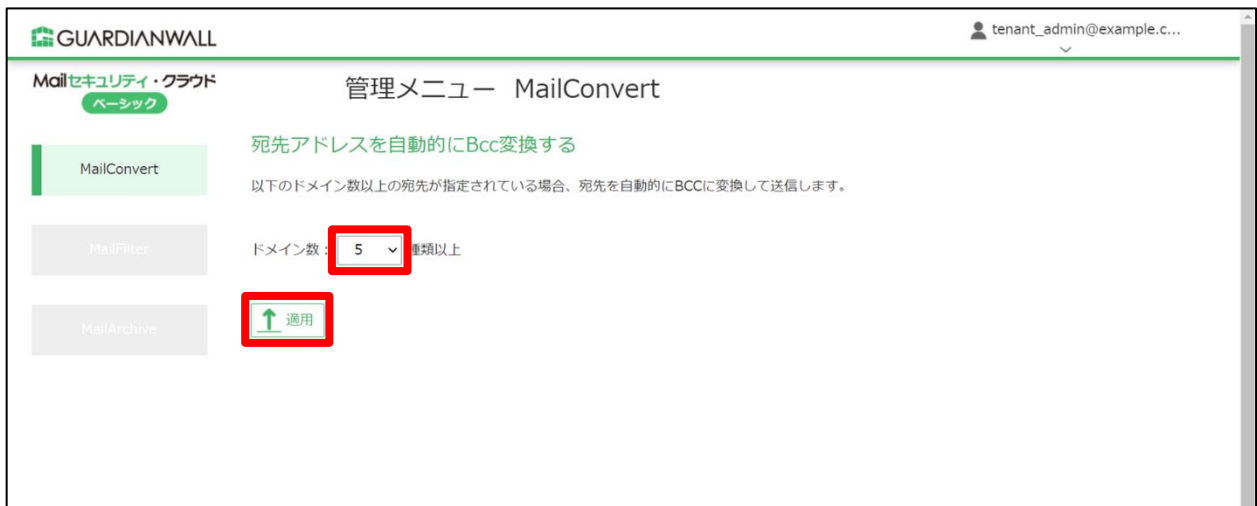 GUARDIANWALL
tenant_admin@example.c...
Mailセキュリティ・クラウド
ベーシック
管理メニュー MailConvert
MailConvert
MailFilter
MailArchive
宛先アドレスを自動的にBcc変換する
以下のドメイン数以上の宛先が指定されている場合、宛先を自動的にBCCに変換して送信します。
ドメイン数： 5 種類以上
適用